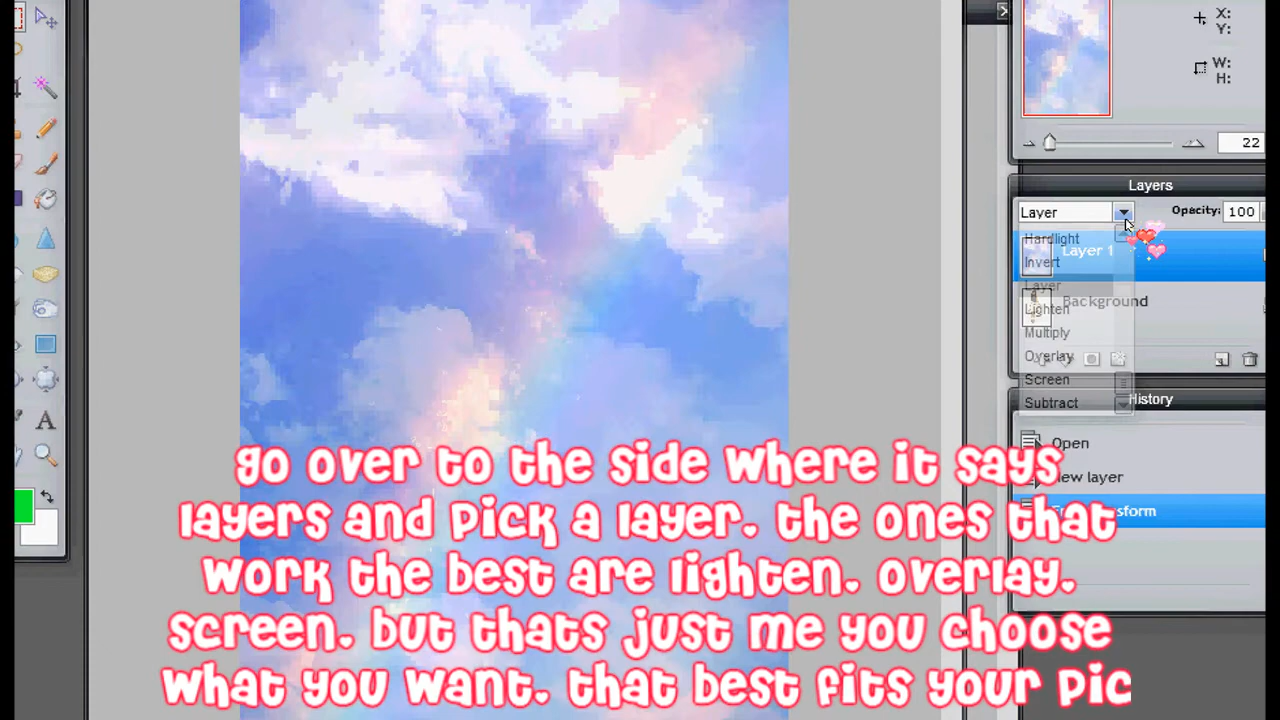 X:
Y:
W:
H:
22
Layers
Layer
Opacity: 100
Hardlight
Layer 1
Invert
Layer
Background
Lighten
Multiply
Overlay
Screen
Subtract
History
Open
New layer
go over to the side where it says
layers and pick a layer. the ones that
work the best are lighten. overlay.
screen. but thats just me you choose
what you want. that best fits your pic